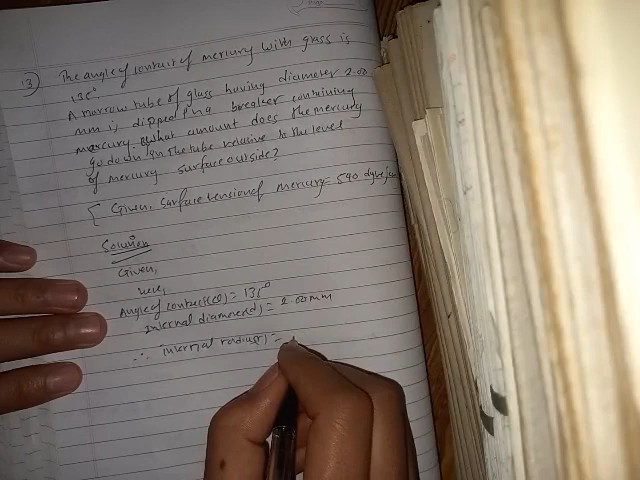 3) The angle of contact of mercury with glass is
135°
A narrow tube of glass having diameter 2.00
mm is dipped in a breaker containing
marcury. What amount does the mercury
go down in the tube relative to the level
of mercury surface outside?
[ Given, Surface tension of mercury = 540 dyne/cm
Solution
Given,
here,
Angle of contact(α) = 135°
Internal diameter(d) = 2.00mm
∴ internal radius(r) =